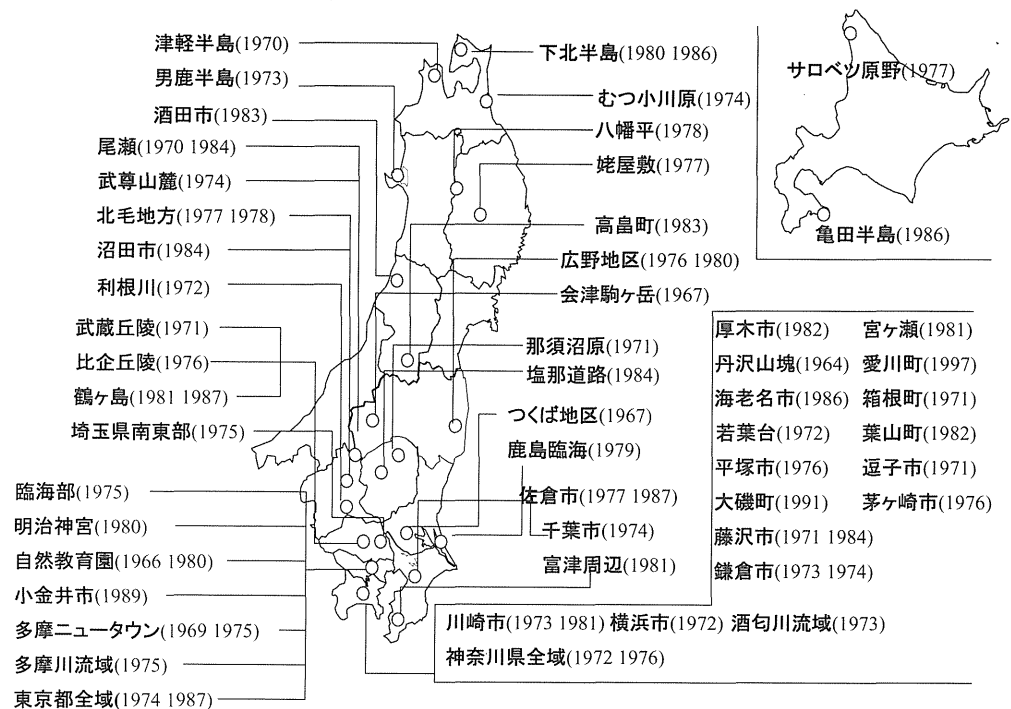 津軽半島(1970)
男鹿半島(1973)
酒田市(1983)
尾瀬(1970 1984)
武尊山麓(1974)
北毛地方(1977 1978)
沼田市(1984)
利根川(1972)
武蔵丘陵(1971)
比企丘陵(1976)
鶴ヶ島(1981 1987)
埼玉県南東部(1975)
臨海部(1975)
明治神宮(1980)
自然教育園(1966 1980)
小金井市(1989)
多摩ニュータウン(1969 1975)
多摩川流域(1975)
東京都全域(1974 1987)
下北半島(1980 1986)
むつ小川原(1974)
八幡平(1978)
姥屋敷(1977)
高畠町(1983)
広野地区(1976 1980)
会津駒ヶ岳(1967)
那須沼原(1971)
塩那道路(1984)
つくば地区(1967)
鹿島臨海(1979)
佐倉市(1977 1987)
千葉市(1974)
富津周辺(1981)
サロベツ原野(1977)
亀田半島(1986)
厚木市(1982) 宮ヶ瀬(1981)
丹沢山塊(1964) 愛川町(1997)
海老名市(1986) 箱根町(1971)
若葉台(1972) 葉山町(1982)
平塚市(1976) 逗子市(1971)
大磯町(1991) 茅ヶ崎市(1976)
藤沢市(1971 1984)
鎌倉市(1973 1974)
川崎市(1973 1981) 横浜市(1972) 酒匂川流域(1973)
神奈川県全域(1972 1976)